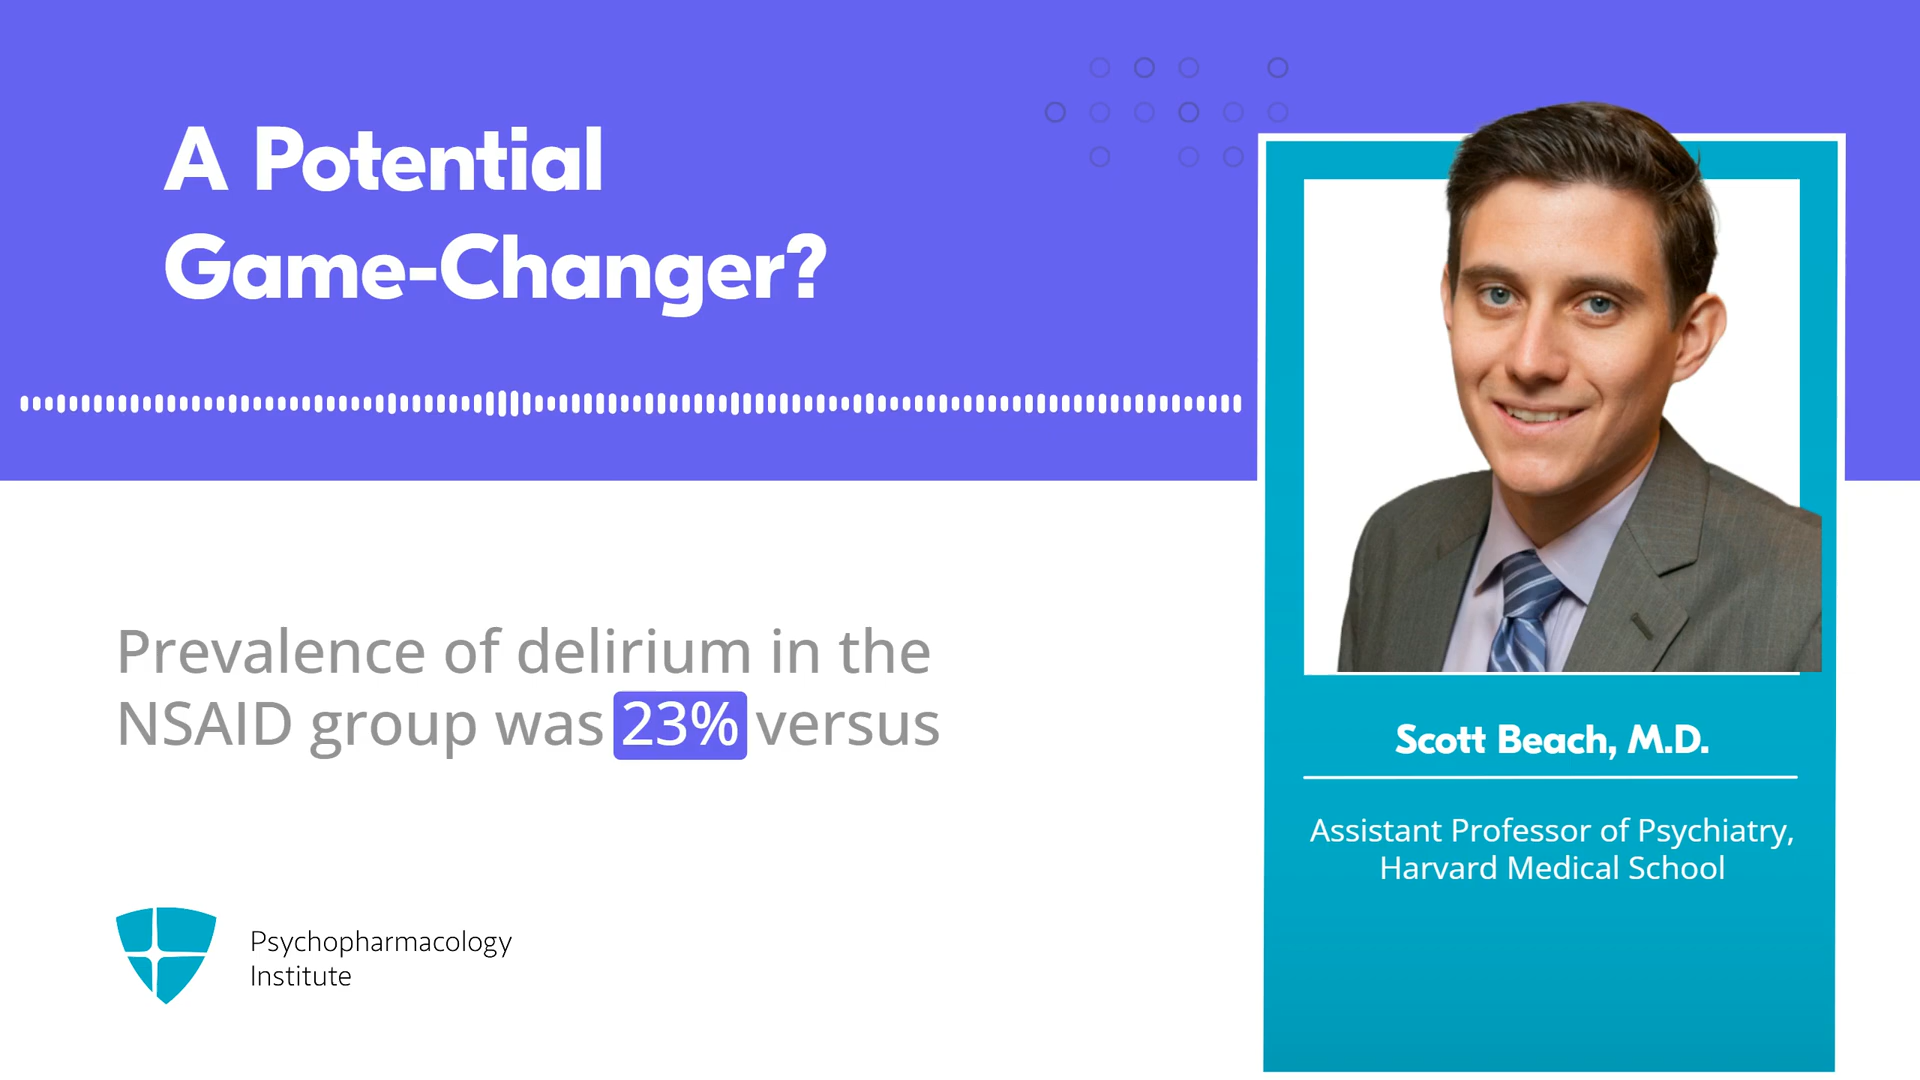 A Potential
Game-Changer?
Prevalence of delirium in the
NSAID group was 23% versus
Psychopharmacology
Institute
Scott Beach, M.D.
Assistant Professor of Psychiatry,
Harvard Medical School